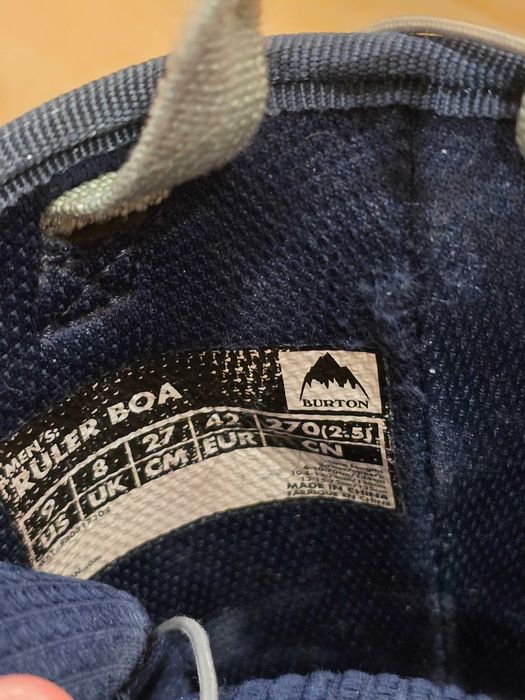 BURTON
MEN'S
RULER BOA
9 8 27 42 270(2.5)
US UK CM EUR CN
MADE IN CHINA
FABRIQUE EN CHINE